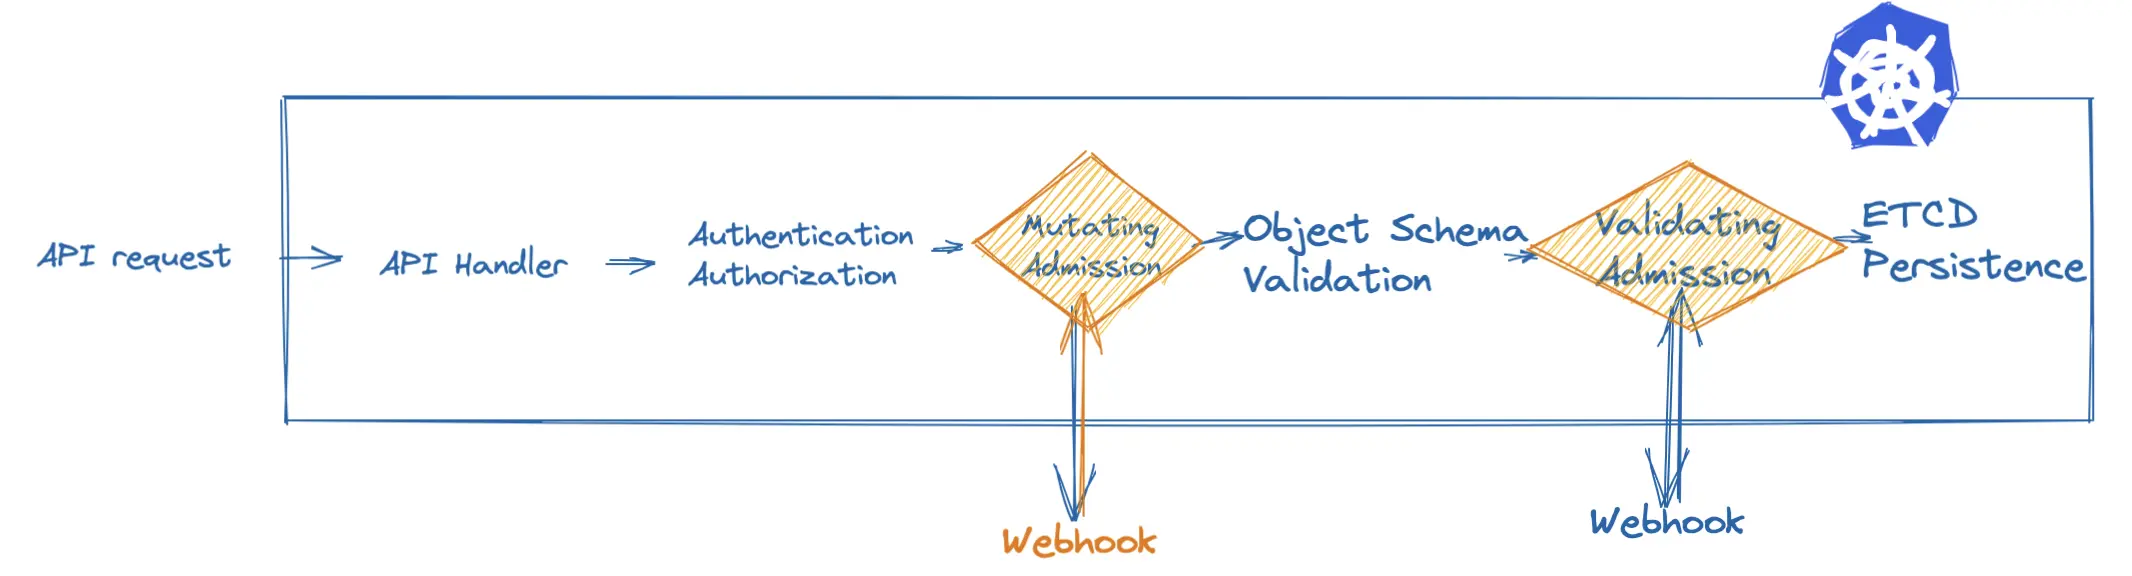 API request
API Handler
Authentication
Authorization
Mutating
Admission
Object Schema
Validation
Validating
Admission
ETCD
Persistence
Webhook
Webhook